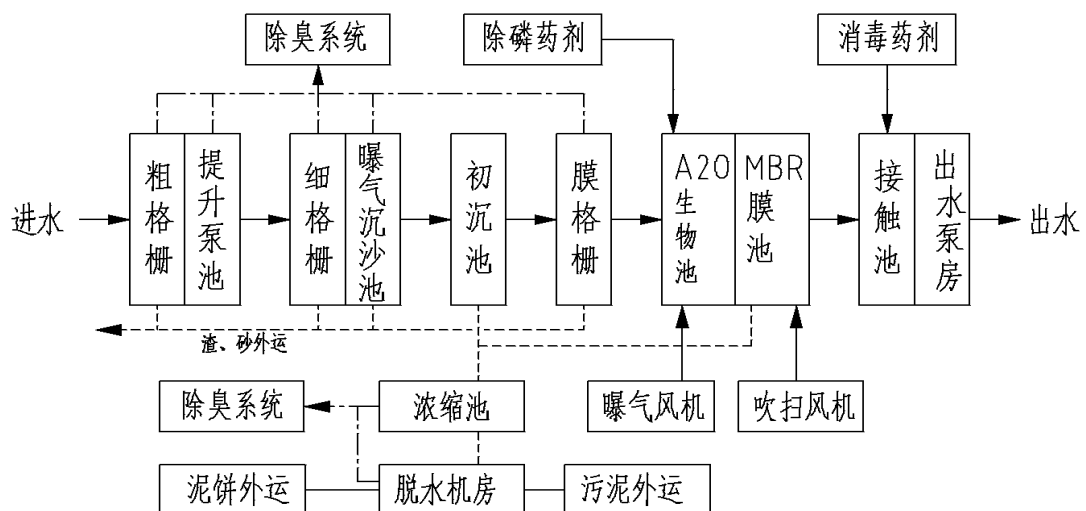 除臭系统
除磷药剂
消毒药剂
进水
粗格栅
提升泵池
细格栅
曝气沉沙池
初沉池
膜格栅
A2O生物池
MBR膜池
接触池
出水泵房
出水
渣、砂外运
除臭系统
浓缩池
曝气风机
吹扫风机
泥饼外运
脱水机房
污泥外运